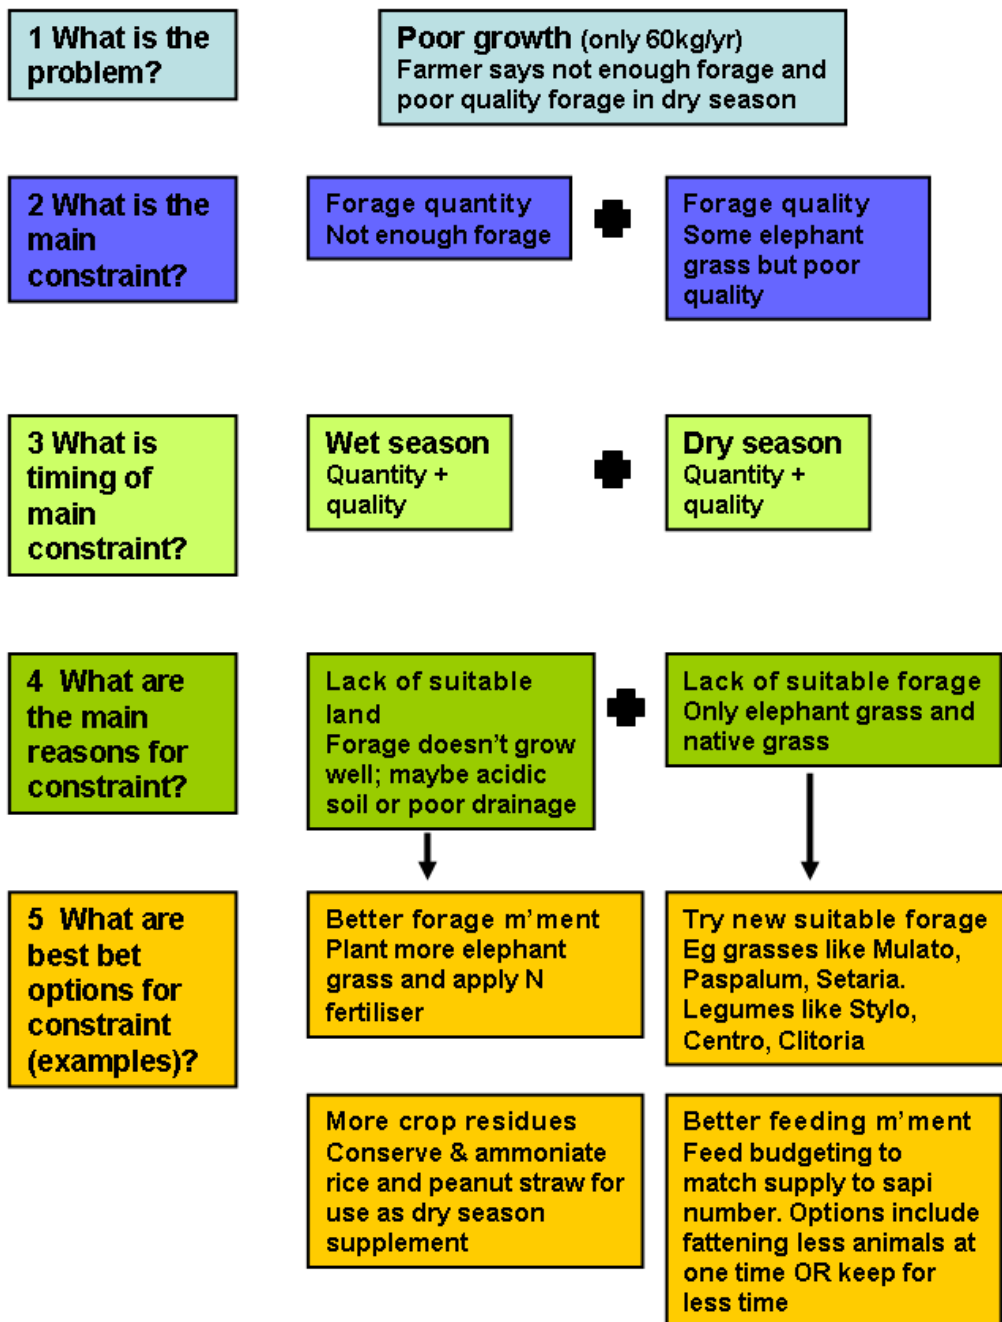 1 What is the
problem?
Poor growth (only 60kg/yr)
Farmer says not enough forage and
poor quality forage in dry season
2 What is the
main
constraint?
Forage quantity
Not enough forage
Forage quality
Some elephant
grass but poor
quality
3 What is
timing of
main
constraint?
Wet season
Quantity +
quality
Dry season
Quantity +
quality
4 What are
the main
reasons for
constraint?
Lack of suitable
land
Forage doesn't grow
well; maybe acidic
soil or poor drainage
Lack of suitable forage
Only elephant grass and
native grass
5 What are
best bet
options for
constraint
(examples)?
Better forage m'ment
Plant more elephant
grass and apply N
fertiliser
Try new suitable forage
Eg grasses like Mulato,
Paspalum, Setaria.
Legumes like Stylo,
Centro, Clitoria
More crop residues
Conserve & ammoniate
rice and peanut straw for
use as dry season
supplement
Better feeding m'ment
Feed budgeting to
match supply to sapi
number. Options include
fattening less animals at
one time OR keep for
less time